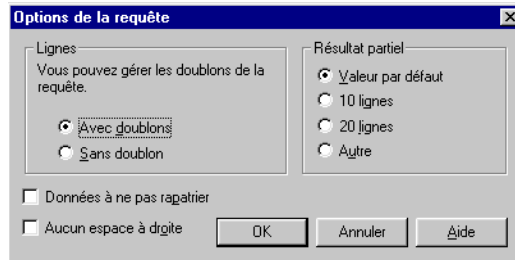 Options de la requête
Lignes
Vous pouvez gérer les doublons de la
requête.
Avec doublons
Sans doublon
Résultat partiel
Valeur par défaut
10 lignes
20 lignes
Autre
Données à ne pas rapatrier
Aucun espace à droite
OK
Annuler
Aide